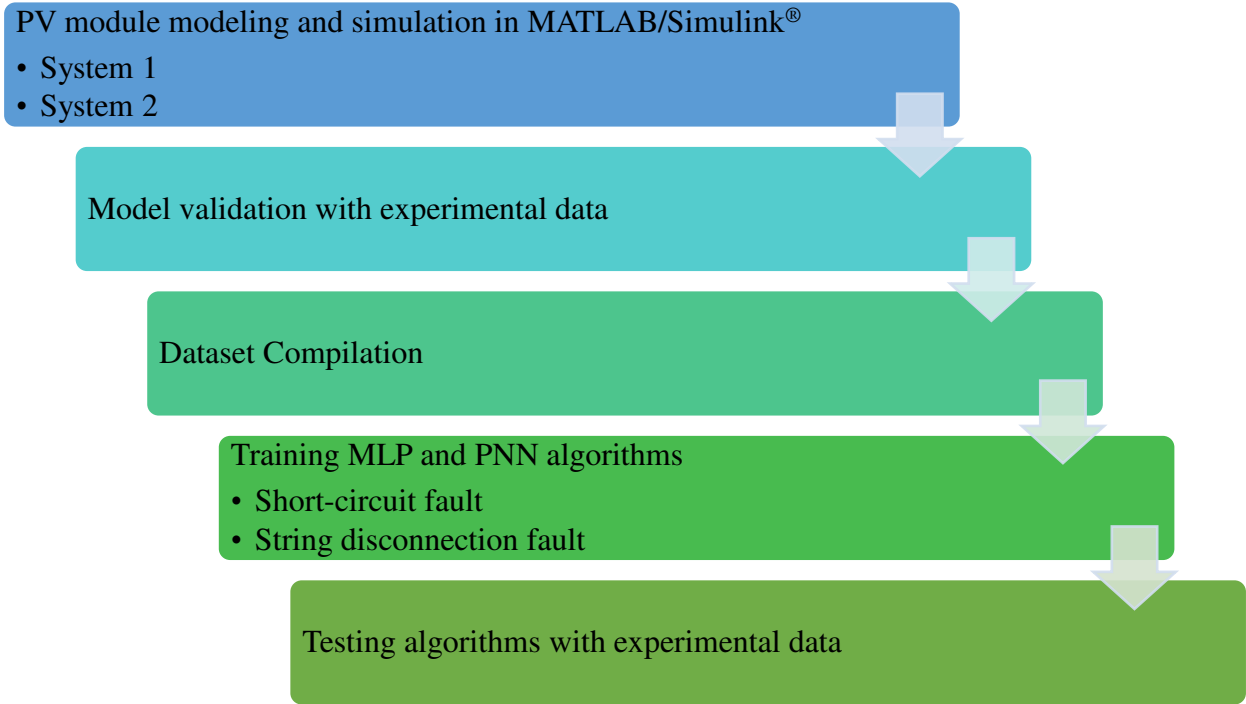 PV module modeling and simulation in MATLAB/Simulink®
• System 1
• System 2
Model validation with experimental data
Dataset Compilation
Training MLP and PNN algorithms
• Short-circuit fault
• String disconnection fault
Testing algorithms with experimental data